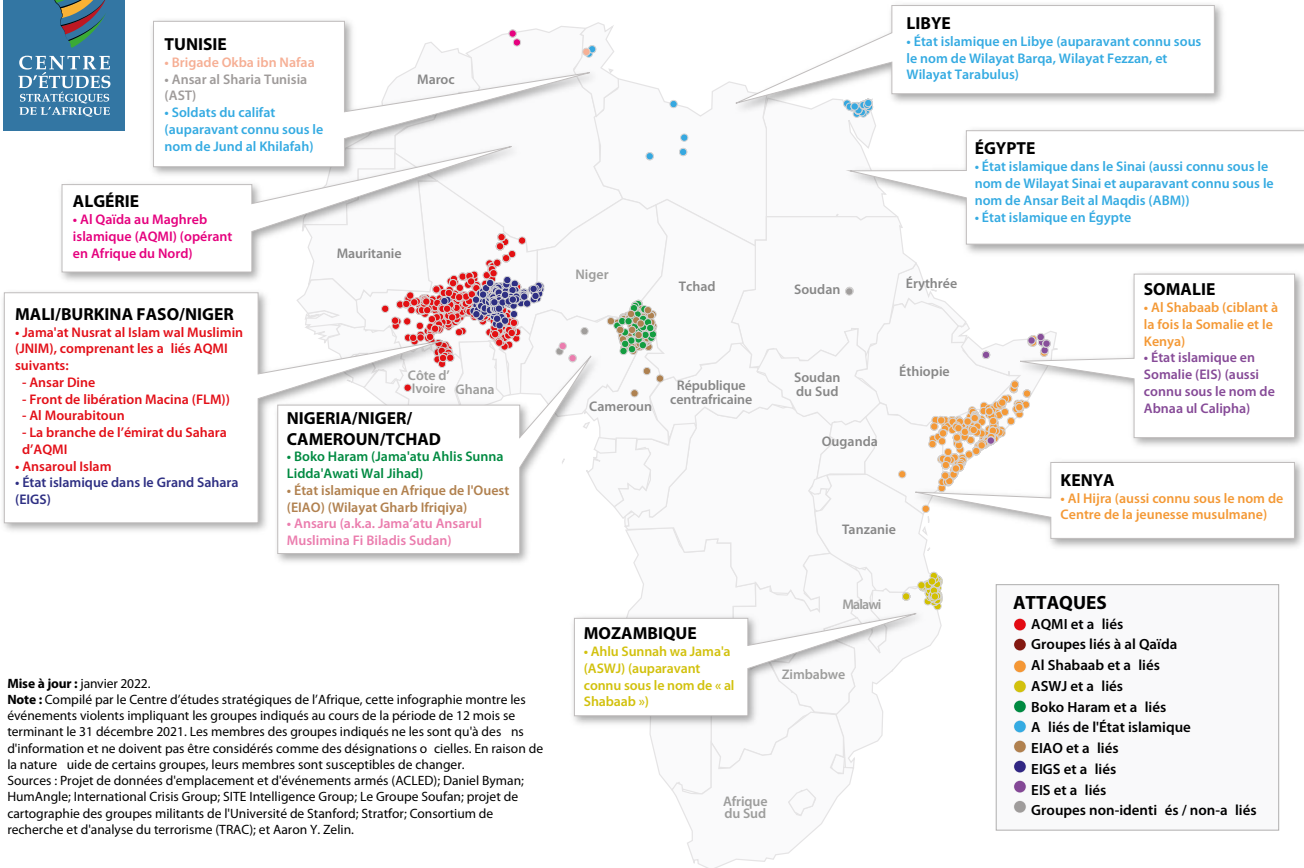 CENTRE
D'ÉTUDES
STRATÉGIQUES
DE L'AFRIQUE
TUNISIE
• Brigade Okba ibn Nafaa
• Ansar al Sharia Tunisia
(AST)
• Soldats du califat
(auparavant connu sous le
nom de Jund al Khilafah)
LIBYE
• État islamique en Libye (auparavant connu sous
le nom de Wilayat Barqa, Wilayat Fezzan, et
Wilayat Tarabulus)
ÉGYPTE
• État islamique dans le Sinai (aussi connu sous le
nom de Wilayat Sinai et auparavant connu sous le
nom de Ansar Beit al Maqdis (ABM))
• État islamique en Égypte
ALGÉRIE
• Al Qaïda au Maghreb
islamique (AQMI) (opérant
en Afrique du Nord)
MALI/BURKINA FASO/NIGER
• Jama'at Nusrat al Islam wal Muslimin
(JNIM), comprenant les a liés AQMI
suivants:
- Ansar Dine
- Front de libération Macina (FLM))
- Al Mourabitoun
- La branche de l'émirat du Sahara
d'AQMI
• Ansaroul Islam
• État islamique dans le Grand Sahara
(EIGS)
NIGERIA/NIGER/
CAMEROUN/TCHAD
• Boko Haram (Jama'atu Ahlis Sunna
Lidda'Awati Wal Jihad)
• État islamique en Afrique de l'Ouest
(EIAO) (Wilayat Gharb Ifriqiya)
• Ansaru (a.k.a. Jama'atu Ansarul
Muslimina Fi Biladis Sudan)
SOMALIE
• Al Shabaab (ciblant à
la fois la Somalie et le
Kenya)
• État islamique en
Somalie (EIS) (aussi
connu sous le nom de
Abnaa ul Calipha)
KENYA
• Al Hijra (aussi connu sous le nom de
Centre de la jeunesse musulmane)
MOZAMBIQUE
• Ahlu Sunnah wa Jama'a
(ASWJ) (auparavant
connu sous le nom de « al
Shabaab »)
Maroc
Mauritanie
Niger
Tchad
Soudan
Érythrée
Côte d'
Ivoire
Ghana
Cameroun
République
centrafricaine
Soudan
du Sud
Éthiopie
Ouganda
Tanzanie
Malawi
Zimbabwe
Afrique
du Sud
ATTAQUES
AQMI et a liés
Groupes liés à al Qaïda
Al Shabaab et a liés
ASWJ et a liés
Boko Haram et a liés
A liés de l'État islamique
EIAO et a liés
EIGS et a liés
EIS et a liés
Groupes non-identi és / non-a liés
Mise à jour : janvier 2022.
Note : Compilé par le Centre d'études stratégiques de l'Afrique, cette infographie montre les
événements violents impliquant les groupes indiqués au cours de la période de 12 mois se
terminant le 31 décembre 2021. Les membres des groupes indiqués ne les sont qu'à des ns
d'information et ne doivent pas être considérés comme des désignations o cielles. En raison de
la nature uide de certains groupes, leurs membres sont susceptibles de changer.
Sources : Projet de données d'emplacement et d'événements armés (ACLED); Daniel Byman;
HumAngle; International Crisis Group; SITE Intelligence Group; Le Groupe Soufan; projet de
cartographie des groupes militants de l'Université de Stanford; Stratfor; Consortium de
recherche et d'analyse du terrorisme (TRAC); et Aaron Y. Zelin.